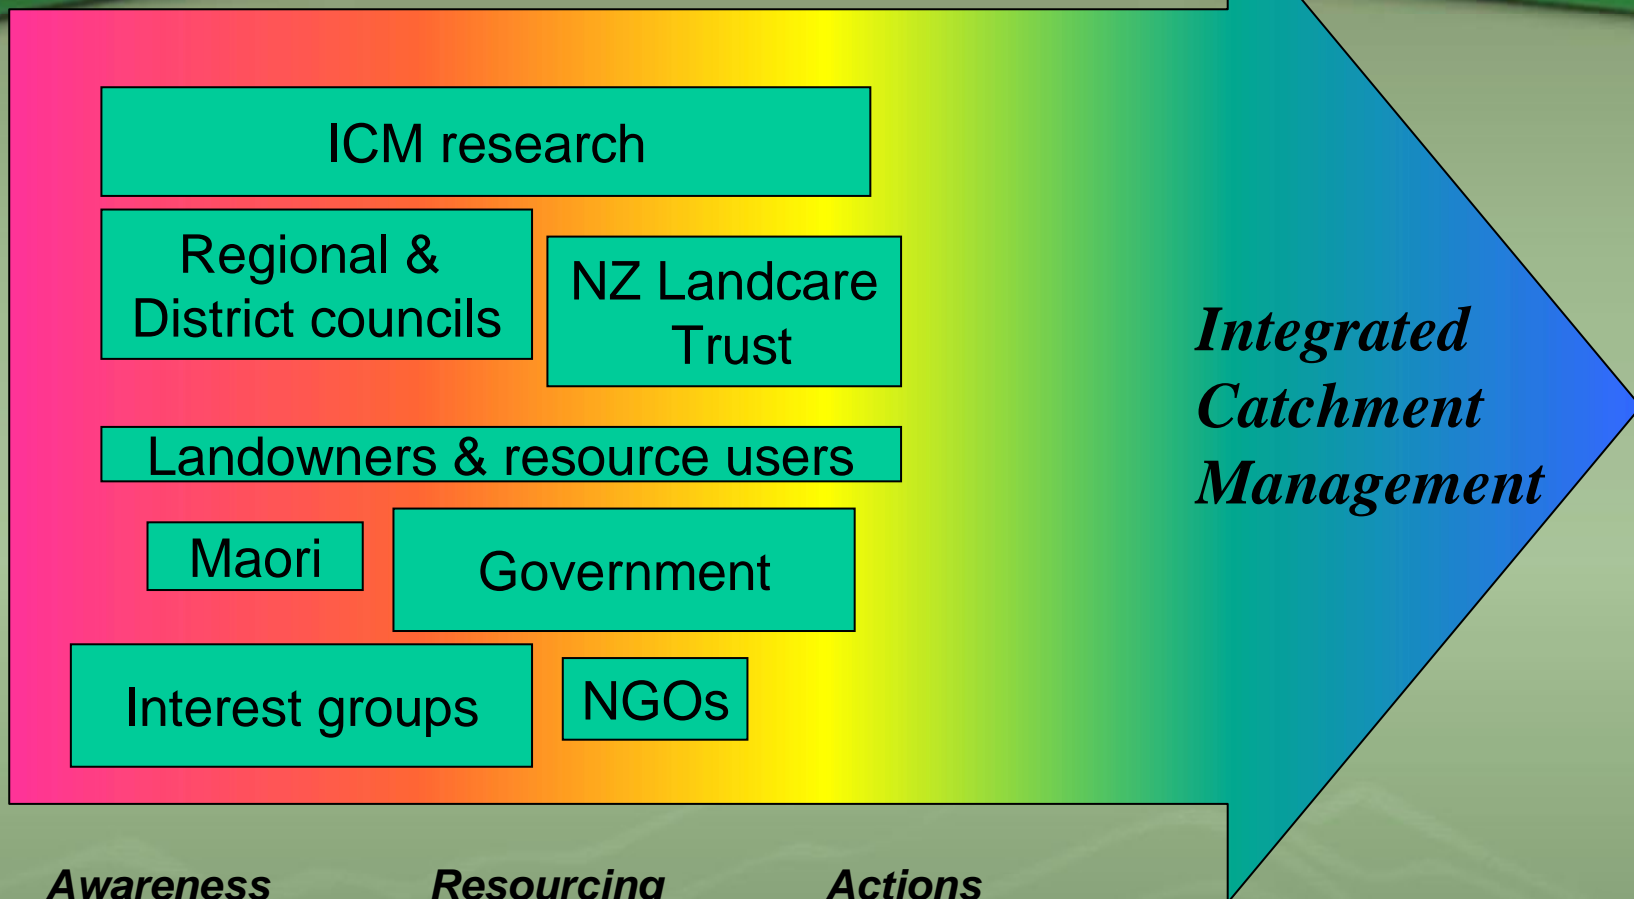 ICM research
Regional &
District councils
NZ Landcare
Trust
Landowners & resource users
Maori
Government
Interest groups
NGOs
Integrated
Catchment
Management
Awareness
Resourcing
Actions